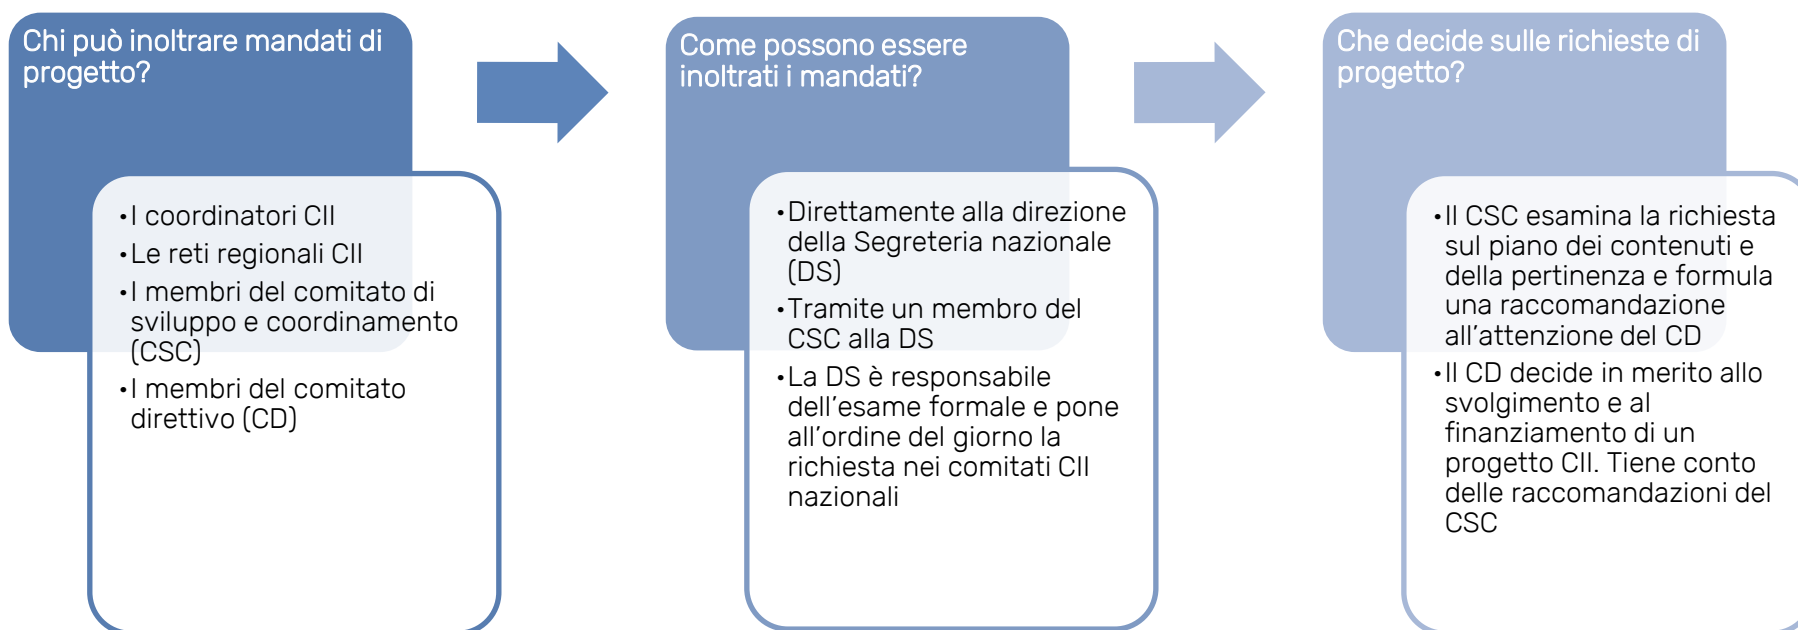 Chi può inoltrare mandati di
progetto?
•I coordinatori CII
•Le reti regionali CII
•I membri del comitato di
sviluppo e coordinamento
(CSC)
•I membri del comitato
direttivo (CD)
Come possono essere
inoltrati i mandati?
•Direttamente alla direzione
della Segreteria nazionale
(DS)
•Tramite un membro del
CSC alla DS
•La DS è responsabile
dell’esame formale e pone
all’ordine del giorno la
richiesta nei comitati CII
nazionali
Che decide sulle richieste di
progetto?
•Il CSC esamina la richiesta
sul piano dei contenuti e
della pertinenza e formula
una raccomandazione
all’attenzione del CD
•Il CD decide in merito allo
svolgimento e al
finanziamento di un
progetto CII. Tiene conto
delle raccomandazioni del
CSC